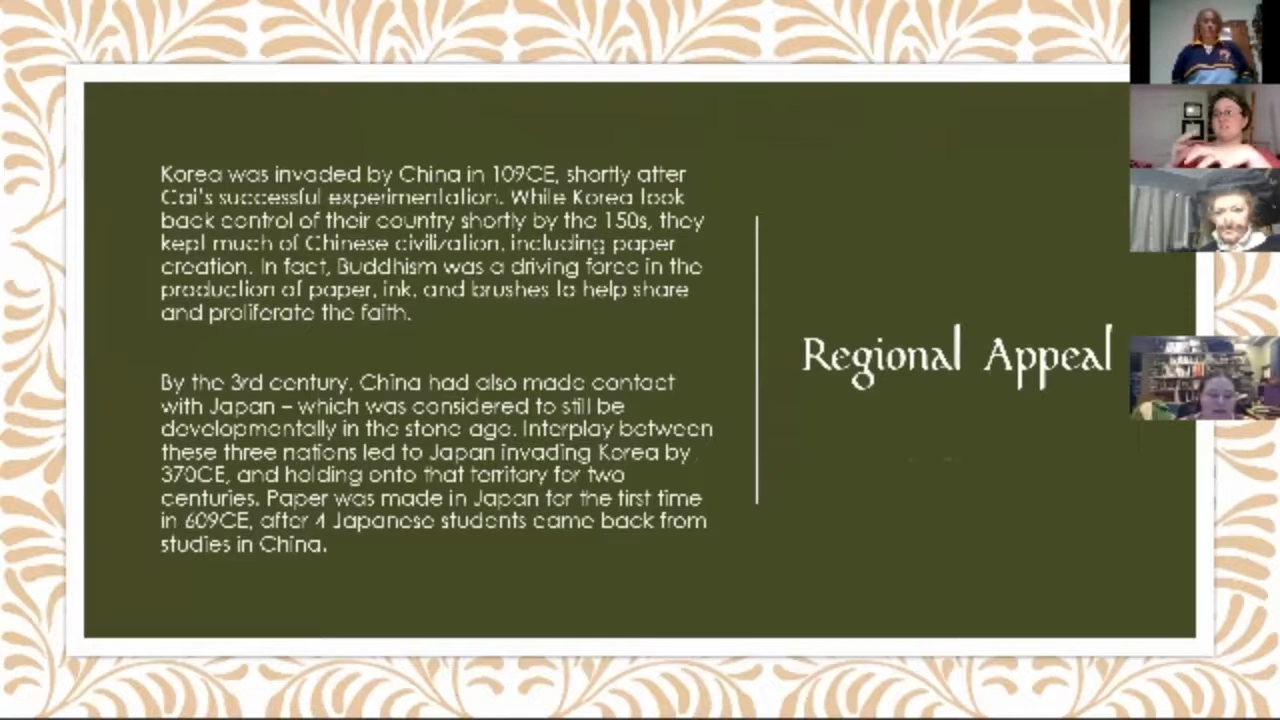 Korea was invaded by China in 109CE, shortly after
Cai's successful experimentation. While Korea took
back control of their country shortly by the 150s, they
kept much of Chinese civilization, including paper
creation. In fact, Buddhism was a driving force in the
production of paper, ink, and brushes to help share
and proliferate the faith.
By the 3rd century, China had also made contact
with Japan – which was considered to still be
developmentally in the stone age. Interplay between
these three nations led to Japan invading Korea by
370CE, and holding onto that territory for two
centuries. Paper was made in Japan for the first time
in 609CE, after 4 Japanese students came back from
studies in China.
Regional Appeal